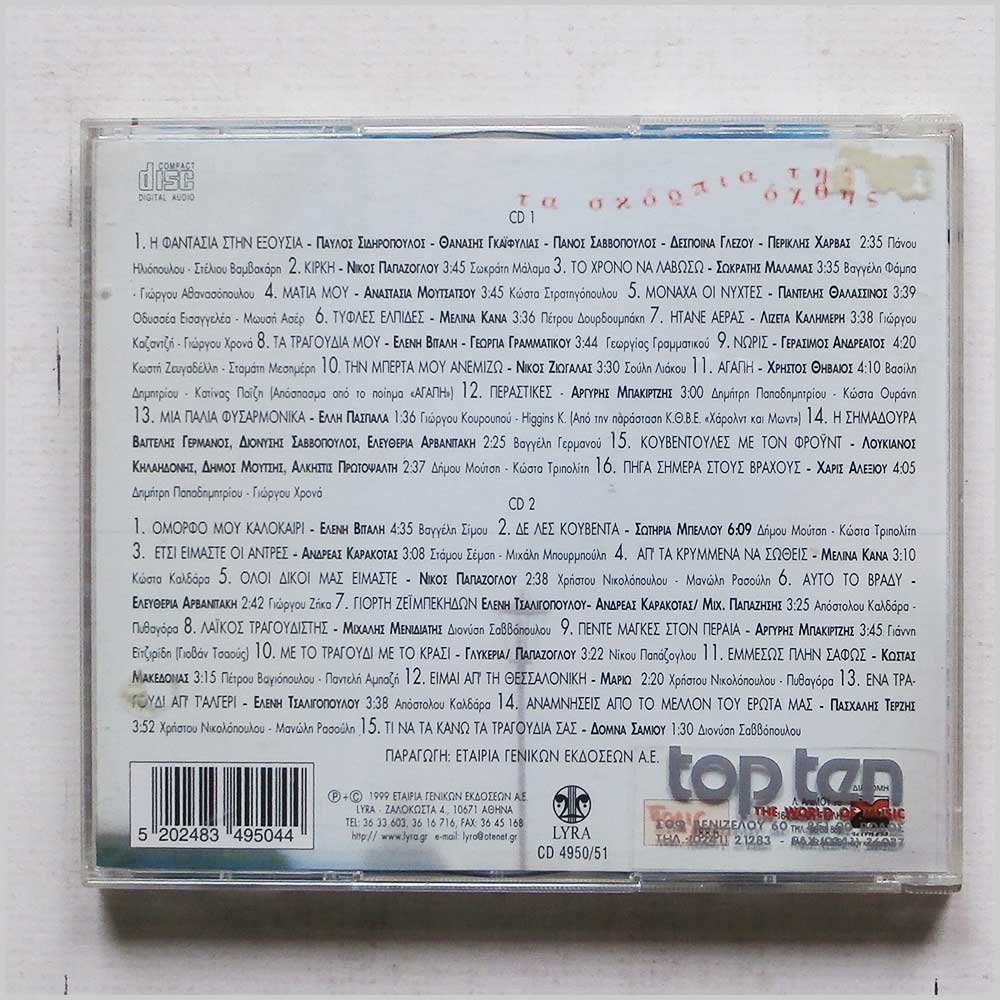 COMPACT
disc
DIGITAL AUDIO
τα σκόρπια της
όχθης
CD 1
1. Η ΦΑΝΤΑΣΙΑ ΣΤΗΝ ΕΞΟΥΣΙΑ - ΠΑΥΛΟΣ ΣΙΔΗΡΟΠΟΥΛΟΣ - ΘΑΝΑΣΗΣ ΓΚΑΪΦΥΛΙΑΣ - ΠΑΝΟΣ ΣΑΒΒΟΠΟΥΛΟΣ - ΔΕΣΠΟΙΝΑ ΓΛΕΖΟΥ - ΠΕΡΙΚΛΗΣ ΧΑΡΒΑΣ 2:35 Πάνου
Ηλιόπουλου - Στέλιου Βαμβακάρη 2. ΚΙΡΚΗ - ΝΙΚΟΣ ΠΑΠΑΖΟΓΛΟΥ 3:45 Σωκράτη Μάλαμα 3. ΤΟ ΧΡΟΝΟ ΝΑ ΛΑΒΩΣΩ - ΣΩΚΡΑΤΗΣ ΜΑΛΑΜΑΣ 3:35 Βαγγέλη Φάμπα
- Γιώργου Αθανασόπουλου 4. ΜΑΤΙΑ ΜΟΥ - ΑΝΑΣΤΑΣΙΑ ΜΟΥΤΣΑΤΣΟΥ 3:45 Κώστα Στρατηγόπουλου 5. ΜΟΝΑΧΑ ΟΙ ΝΥΧΤΕΣ - ΠΑΝΤΕΛΗΣ ΘΑΛΑΣΣΙΝΟΣ 3:39
Οδυσσέα Εισαγγελέα - Μωυσή Ασέρ 6. ΤΥΦΛΕΣ ΕΛΠΙΔΕΣ - ΜΕΛΙΝΑ ΚΑΝΑ 3:36 Πέτρου Δουρδουμπάκη 7. ΗΤΑΝΕ ΑΕΡΑΣ - ΛΙΖΕΤΑ ΚΑΛΗΜΕΡΗ 3:38 Γιώργου
Καζαντζή - Γιώργου Χρονά 8. ΤΑ ΤΡΑΓΟΥΔΙΑ ΜΟΥ - ΕΛΕΝΗ ΒΙΤΑΛΗ - ΓΕΩΡΓΙΑ ΓΡΑΜΜΑΤΙΚΟΥ 3:44 Γεωργίας Γραμματικού 9. ΝΩΡΙΣ - ΓΕΡΑΣΙΜΟΣ ΑΝΔΡΕΑΤΟΣ 4:20
Κωστή Ζευγαδέλλη - Σταμάτη Μεσημέρη 10. ΤΗΝ ΜΠΕΡΤΑ ΜΟΥ ΑΝΕΜΙΖΩ - ΝΙΚΟΣ ΖΙΩΓΑΛΑΣ 3:30 Σούλη Λιάκου 11. ΑΓΑΠΗ - ΧΡΗΣΤΟΣ ΘΗΒΑΙΟΣ 4:10 Βασίλη
Δημητρίου - Κατίνας Παΐζη (Απόσπασμα από το ποίημα «ΑΓΑΠΗ») 12. ΠΕΡΑΣΤΙΚΕΣ - ΑΡΓΥΡΗΣ ΜΠΑΚΙΡΤΖΗΣ 3:00 Δημήτρη Παπαδημητρίου - Κώστα Ουράνη
13. ΜΙΑ ΠΑΛΙΑ ΦΥΣΑΡΜΟΝΙΚΑ - ΕΛΛΗ ΠΑΣΠΑΛΑ 1:36 Γιώργου Κουρουπού - Higgins K. (Από την παράσταση Κ.Θ.Β.Ε. «Χάρολντ και Μωντ») 14. Η ΣΗΜΑΔΟΥΡΑ
ΒΑΓΓΕΛΗΣ ΓΕΡΜΑΝΟΣ, ΔΙΟΝΥΣΗΣ ΣΑΒΒΟΠΟΥΛΟΣ, ΕΛΕΥΘΕΡΙΑ ΑΡΒΑΝΙΤΑΚΗ 2:25 Βαγγέλη Γερμανού 15. ΚΟΥΒΕΝΤΟΥΛΕΣ ΜΕ ΤΟΝ ΦΡΟΫΝΤ - ΛΟΥΚΙΑΝΟΣ
ΚΗΛΑΗΔΟΝΗΣ, ΔΗΜΟΣ ΜΟΥΤΣΗΣ, ΑΛΚΗΣΤΙΣ ΠΡΩΤΟΨΑΛΤΗ 2:37 Δήμου Μούτση - Κώστα Τριπολίτη 16. ΠΗΓΑ ΣΗΜΕΡΑ ΣΤΟΥΣ ΒΡΑΧΟΥΣ - ΧΑΡΙΣ ΑΛΕΞΙΟΥ 4:05
Δημήτρη Παπαδημητρίου - Γιώργου Χρονά
CD 2
1. ΟΜΟΡΦΟ ΜΟΥ ΚΑΛΟΚΑΙΡΙ - ΕΛΕΝΗ ΒΙΤΑΛΗ 4:35 Βαγγέλη Σίμου 2. ΔΕ ΛΕΣ ΚΟΥΒΕΝΤΑ - ΣΩΤΗΡΙΑ ΜΠΕΛΛΟΥ 6:09 Δήμου Μούτση - Κώστα Τριπολίτη
3. ΕΤΣΙ ΕΙΜΑΣΤΕ ΟΙ ΑΝΤΡΕΣ - ΑΝΔΡΕΑΣ ΚΑΡΑΚΟΤΑΣ 3:08 Στάμου Σέμση - Μιχάλη Μπουρμπούλη 4. ΑΠ' ΤΑ ΚΡΥΜΜΕΝΑ ΝΑ ΣΩΘΕΙΣ - ΜΕΛΙΝΑ ΚΑΝΑ 3:10
Κώστα Καλδάρα 5. ΟΛΟΙ ΔΙΚΟΙ ΜΑΣ ΕΙΜΑΣΤΕ - ΝΙΚΟΣ ΠΑΠΑΖΟΓΛΟΥ 2:38 Χρήστου Νικολόπουλου - Μανώλη Ρασούλη 6. ΑΥΤΟ ΤΟ ΒΡΑΔΥ -
ΕΛΕΥΘΕΡΙΑ ΑΡΒΑΝΙΤΑΚΗ 2:42 Γιώργου Ζήκα 7. ΓΙΟΡΤΗ ΖΕΪΜΠΕΚΗΔΩΝ ΕΛΕΝΗ ΤΣΑΛΙΓΟΠΟΥΛΟΥ- ΑΝΔΡΕΑΣ ΚΑΡΑΚΟΤΑΣ/ ΜΙΧ. ΠΑΠΑΖΗΣΗΣ 3:25 Απόστολου Καλδάρα -
Πυθαγόρα 8. ΛΑΪΚΟΣ ΤΡΑΓΟΥΔΙΣΤΗΣ - ΜΙΧΑΛΗΣ ΜΕΝΙΔΙΑΤΗΣ Διονύση Σαββόπουλου 9. ΠΕΝΤΕ ΜΑΓΚΕΣ ΣΤΟΝ ΠΕΡΑΙΑ - ΑΡΓΥΡΗΣ ΜΠΑΚΙΡΤΖΗΣ 3:45 Γιάννη
Εϊτζιρίδη (Γιοβάν Τσαούς) 10. ΜΕ ΤΟ ΤΡΑΓΟΥΔΙ ΜΕ ΤΟ ΚΡΑΣΙ - ΓΛΥΚΕΡΙΑ/ ΠΑΠΑΖΟΓΛΟΥ 3:22 Νίκου Παπάζογλου 11. ΕΜΜΕΣΩΣ ΠΛΗΝ ΣΑΦΩΣ - ΚΩΣΤΑΣ
ΜΑΚΕΔΟΝΑΣ 3:15 Πέτρου Βαγιόπουλου - Παντελή Αμπαζή 12. ΕΙΜΑΙ ΑΠ' ΤΗ ΘΕΣΣΑΛΟΝΙΚΗ - ΜΑΡΙΩ 2:20 Χρήστου Νικολόπουλου - Πυθαγόρα 13. ΕΝΑ ΤΡΑ-
ΓΟΥΔΙ ΑΠ' Τ'ΑΛΓΕΡΙ - ΕΛΕΝΗ ΤΣΑΛΙΓΟΠΟΥΛΟΥ 3:38 Απόστολου Καλδάρα 14. ΑΝΑΜΝΗΣΕΙΣ ΑΠΟ ΤΟ ΜΕΛΛΟΝ ΤΟΥ ΕΡΩΤΑ ΜΑΣ - ΠΑΣΧΑΛΗΣ ΤΕΡΖΗΣ
3:52 Χρήστου Νικολόπουλου - Μανώλη Ρασούλη 15. ΤΙ ΝΑ ΤΑ ΚΑΝΩ ΤΑ ΤΡΑΓΟΥΔΙΑ ΣΑΣ - ΔΟΜΝΑ ΣΑΜΙΟΥ 1:30 Διονύση Σαββόπουλου
ΠΑΡΑΓΩΓΗ: ΕΤΑΙΡΙΑ ΓΕΝΙΚΩΝ ΕΚΔΟΣΕΩΝ Α.Ε.
top ten
THE WORLD OF MUSIC
5 202483 495044
℗+© 1999 ΕΤΑΙΡΙΑ ΓΕΝΙΚΩΝ ΕΚΔΟΣΕΩΝ Α.Ε.
LYRA - ΖΑΛΟΚΩΣΤΑ 4, 10671 ΑΘΗΝΑ
ΤΗL: 36 33 603, 36 16 716, FAX: 36 45 168
http://www.lyra.gr e-mail: lyra@otenet.gr
LYRA
CD 4950/51